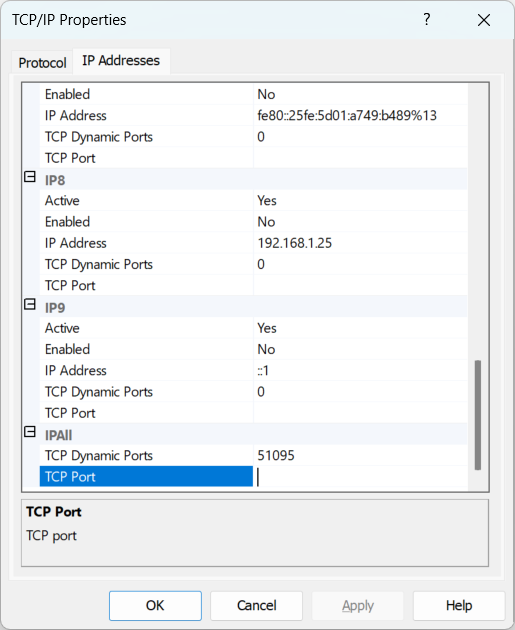 TCP/IP Properties ?
Protocol IP Addresses
Enabled No
IP Address fe80::25fe:5d01:a749:b489%13
TCP Dynamic Ports 0
TCP Port
IP8
Active Yes
Enabled No
IP Address 192.168.1.25
TCP Dynamic Ports 0
TCP Port
IP9
Active Yes
Enabled No
IP Address ::1
TCP Dynamic Ports 0
TCP Port
IPAll
TCP Dynamic Ports 51095
TCP Port
TCP Port
TCP port
OK Cancel Apply Help